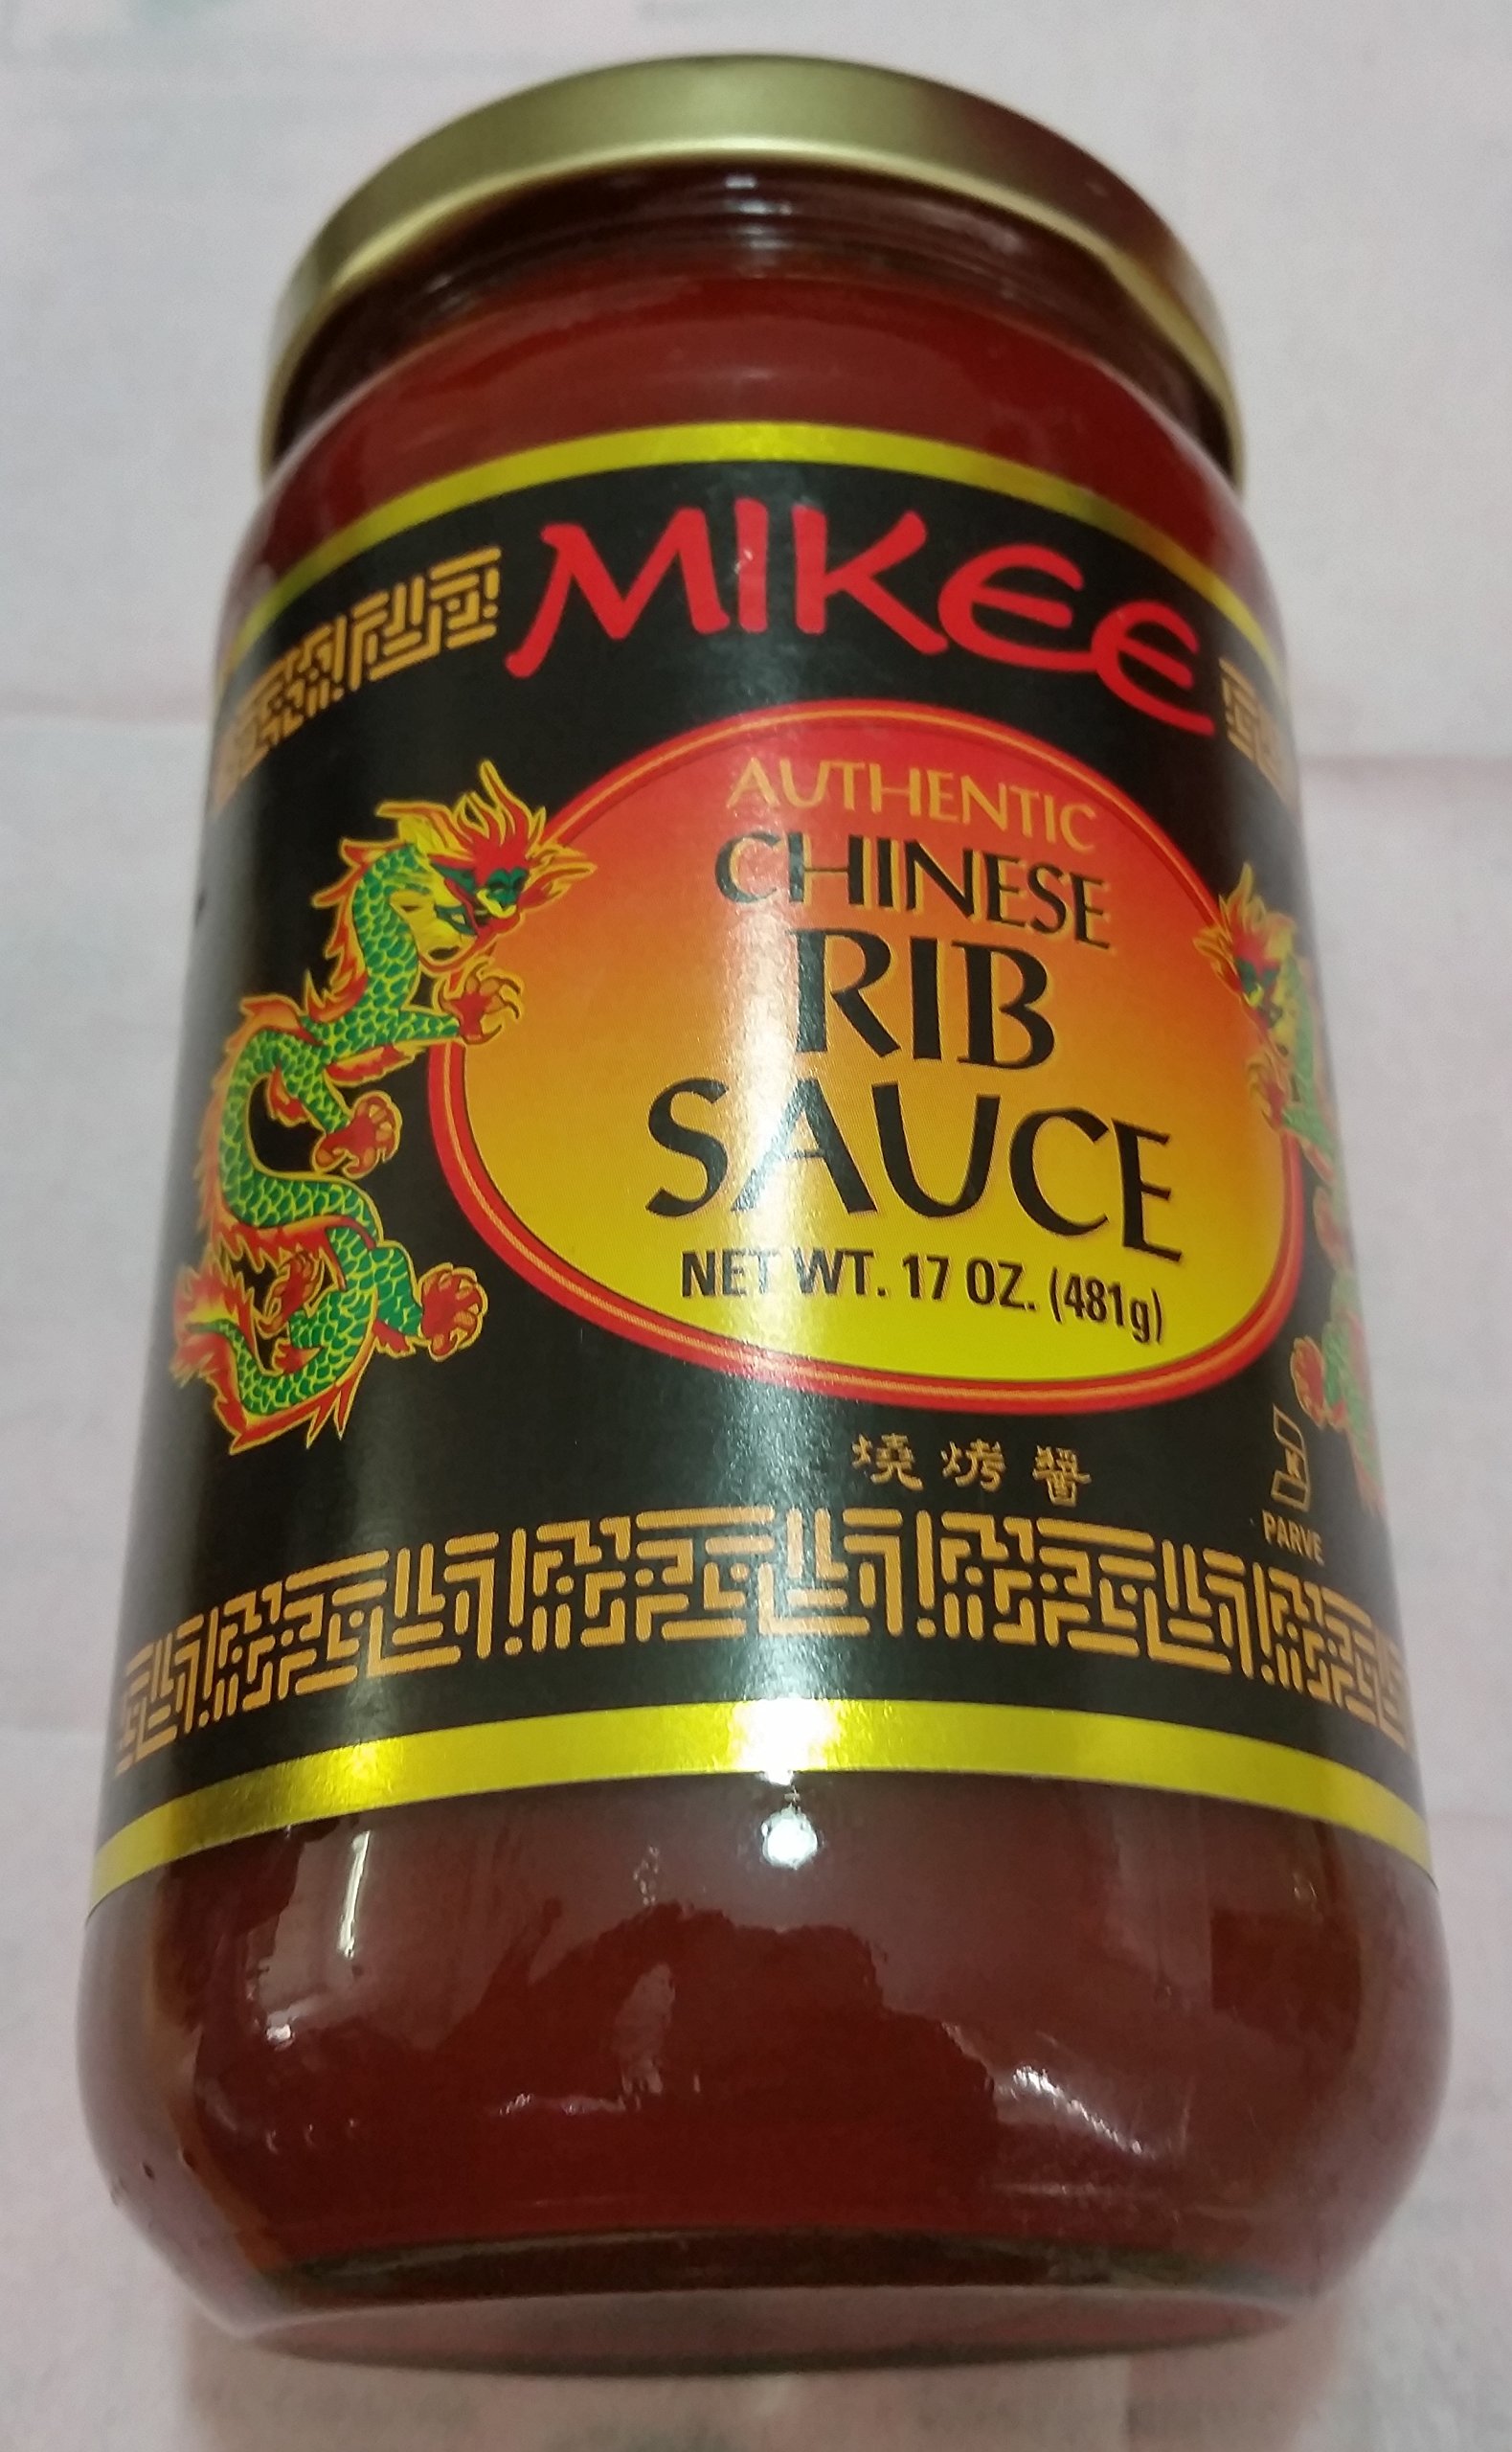 MIKEE
AUTHENTIC
CHINESE
RIB
SAUCE
NET WT. 17 OZ. (481g)
燒烤醬
K
PARVE